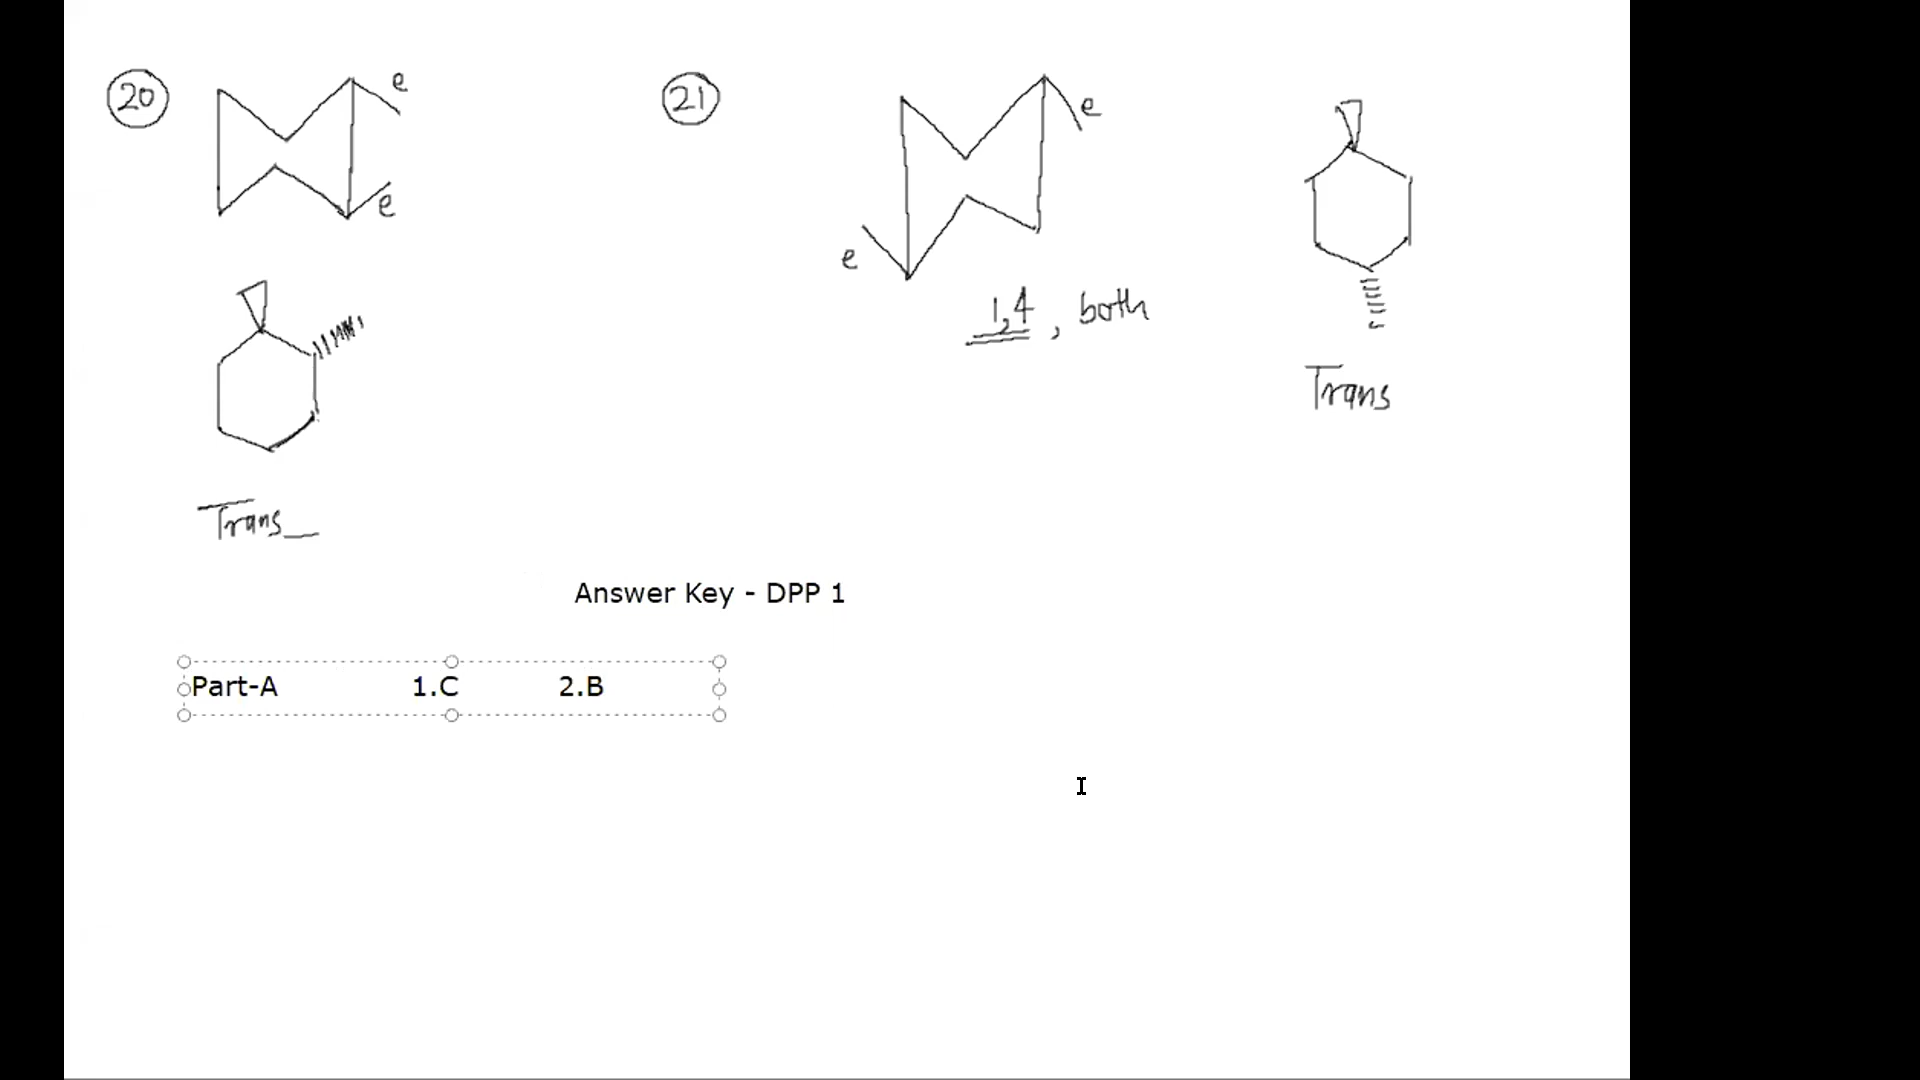 20
e
e
Trans
21
e
e
1,4, both
Trans
Answer Key - DPP 1
Part-A 1.C 2.B